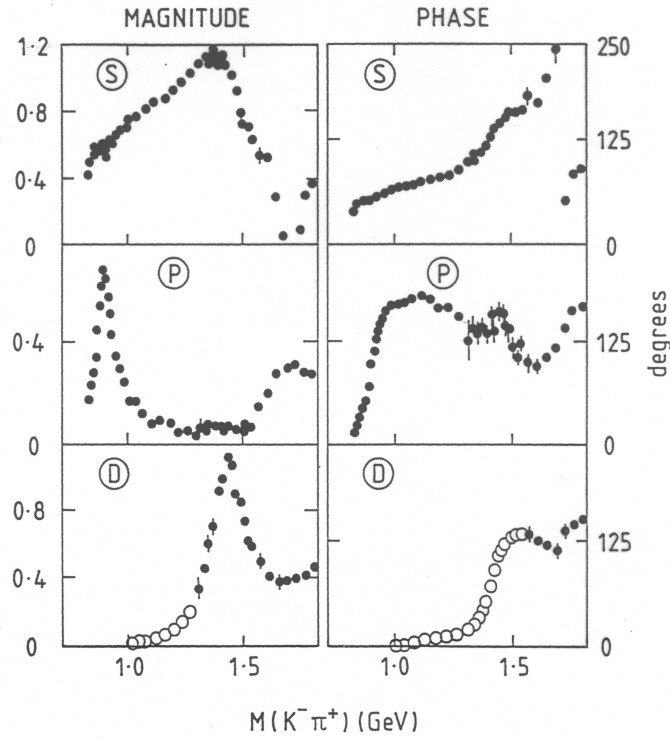 MAGNITUDE PHASE
1·2 S S 250
0·8
125
0·4
0 0
P P
0·4 125
degrees
0 0
D D
0·8
125
0·4
0 0
1·0 1·5 1·0 1·5
M(K⁻π⁺)(GeV)